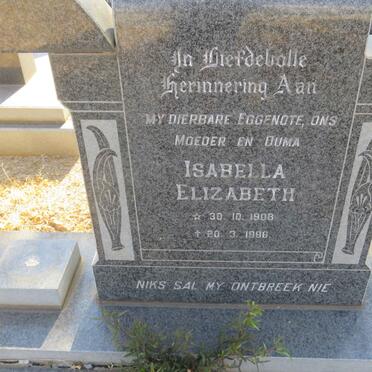 In Liefdevolle
Herinnering Aan
MY DIERBARE EGGENOTE, ONS
MOEDER EN OUMA
ISABELLA
ELIZABETH
☆ 30. 10. 1908
✝ 20. 3. 1996
NIKS SAL MY ONTBREEK NIE